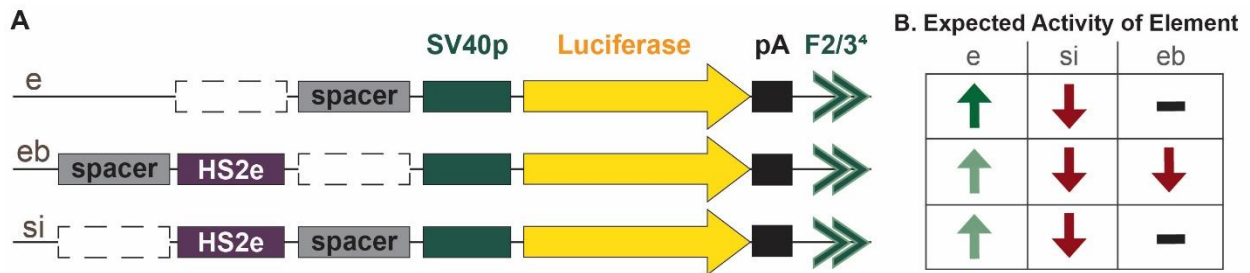 A
SV40p Luciferase pA F2/3⁴
e
spacer
eb
spacer HS2e
si
HS2e spacer
B. Expected Activity of Element
e si eb